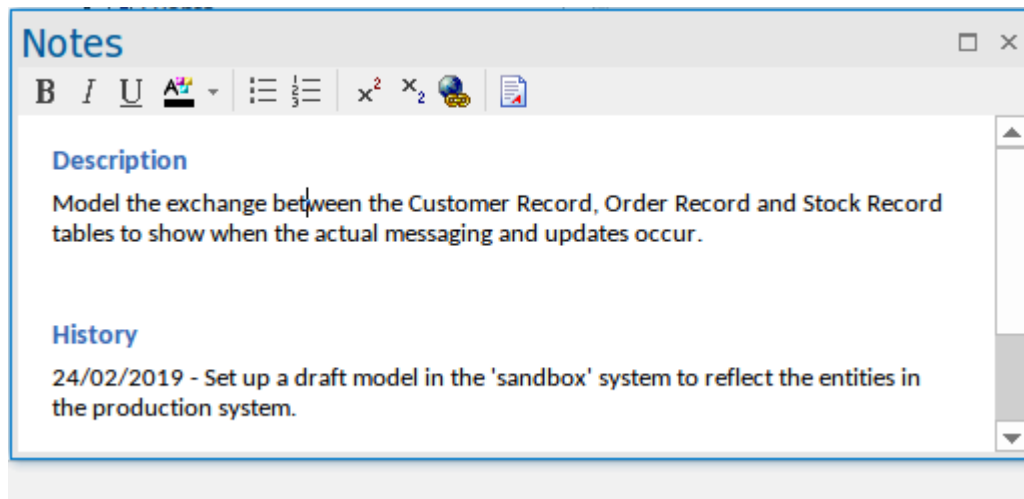 Notes
B I U A x² x₂
Description
Model the exchange between the Customer Record, Order Record and Stock Record
tables to show when the actual messaging and updates occur.
History
24/02/2019 - Set up a draft model in the 'sandbox' system to reflect the entities in
the production system.